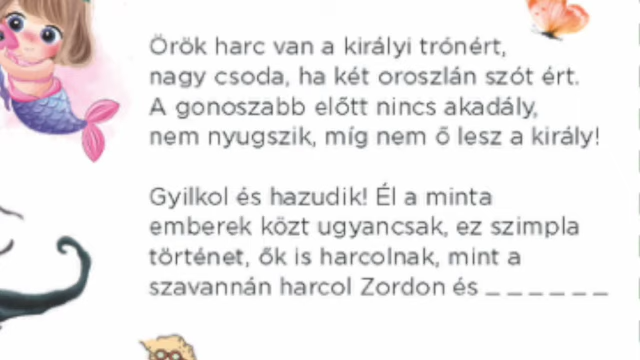 Örök harc van a királyi trónért,
nagy csoda, ha két oroszlán szót ért.
A gonoszabb előtt nincs akadály,
nem nyugszik, míg nem ő lesz a király!
Gyilkol és hazudik! Él a minta
emberek közt ugyancsak, ez szimpla
történet, ők is harcolnak, mint a
szavannán harcol Zordon és _ _ _ _ _ _